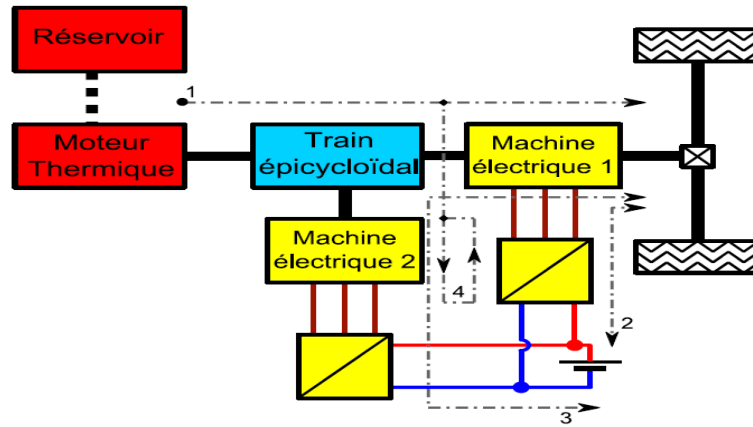 Réservoir
1
Moteur
Thermique
Train
épicycloïdal
Machine
électrique 1
Machine
électrique 2
4
2
3